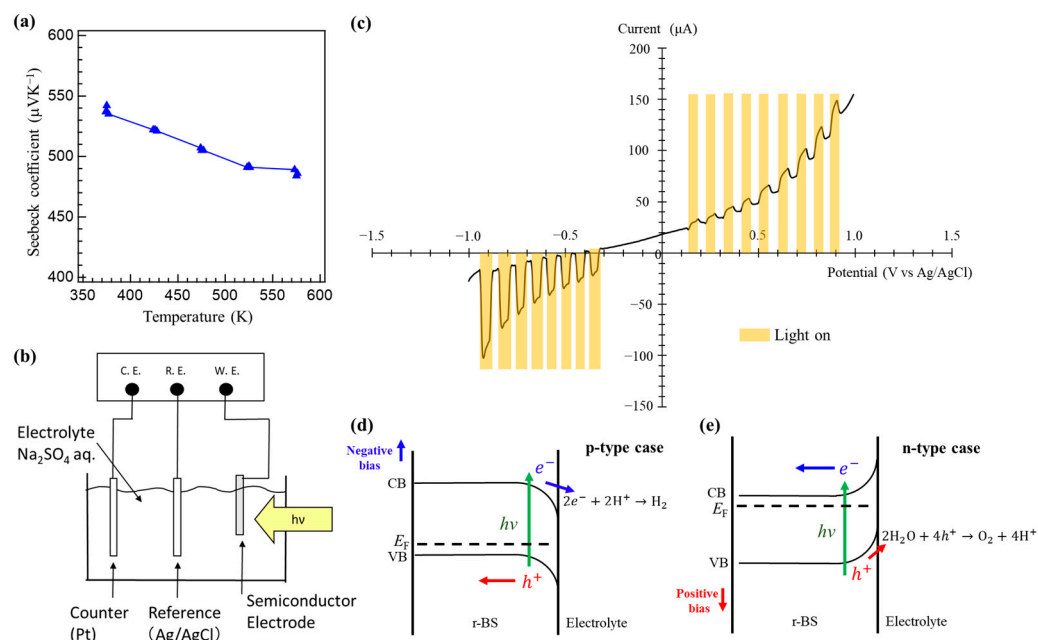 (a)
Seebeck coefficient (μVK⁻¹)
600
550
500
450
400
350 400 450 500 550 600
Temperature (K)
(b)
C. E. R. E. W. E.
Electrolyte
Na₂SO₄ aq.
hν
Counter
(Pt)
Reference
(Ag/AgCl)
Semiconductor
Electrode
(c)
Current (μA)
200
150
100
50
0
−50
−100
−150
−1.5 −1.0 −0.5 0.5 1.0 1.5
Potential (V vs Ag/AgCl)
Light on
(d)
Negative
bias
p-type case
e⁻
CB
2e⁻ + 2H⁺ → H₂
hν
E_F
VB
h⁺
r-BS Electrolyte
(e)
n-type case
e⁻
CB
E_F
hν
2H₂O + 4h⁺ → O₂ + 4H⁺
VB
h⁺
Positive
bias
r-BS Electrolyte